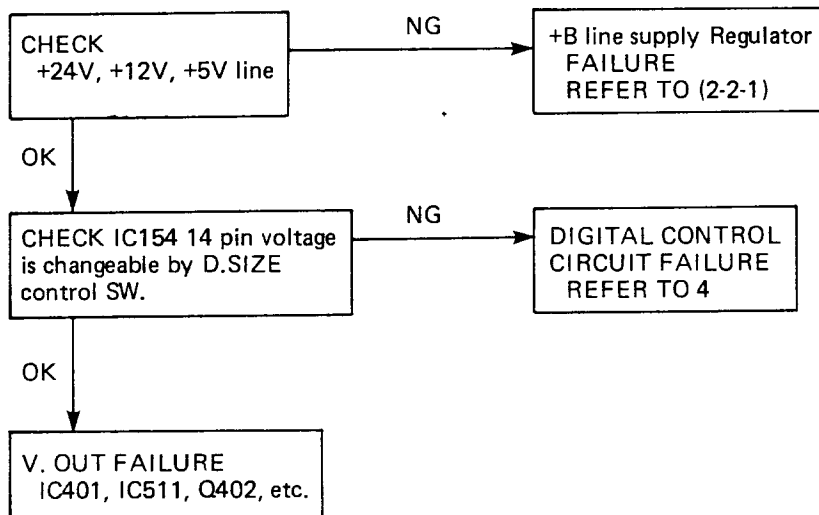 CHECK
+24V, +12V, +5V line
NG
+B line supply Regulator
FAILURE
REFER TO (2-2-1)
OK
CHECK IC154 14 pin voltage
is changeable by D.SIZE
control SW.
NG
DIGITAL CONTROL
CIRCUIT FAILURE
REFER TO 4
OK
V. OUT FAILURE
IC401, IC511, Q402, etc.